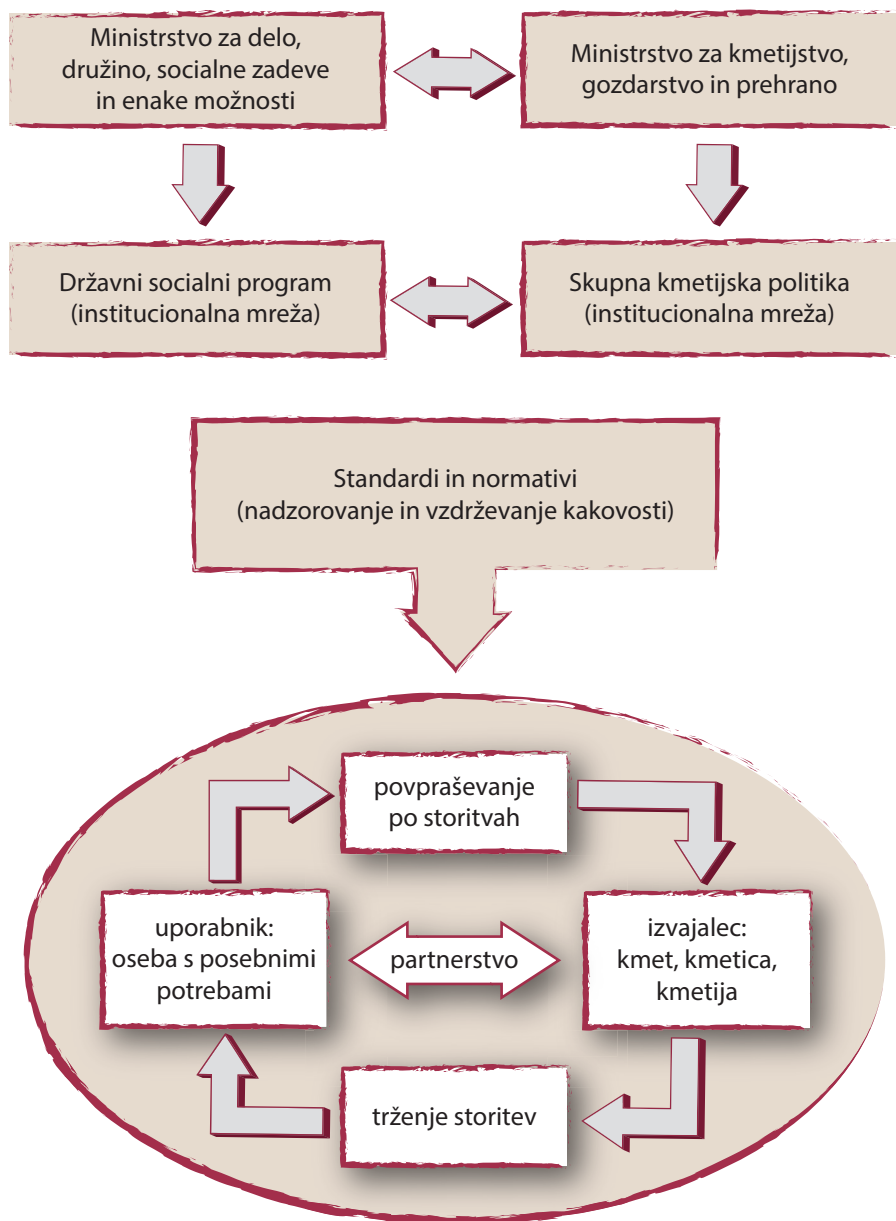 Ministrstvo za delo,
družino, socialne zadeve
in enake možnosti
Ministrstvo za kmetijstvo,
gozdarstvo in prehrano
Državni socialni program
(institucionalna mreža)
Skupna kmetijska politika
(institucionalna mreža)
Standardi in normativi
(nadzorovanje in vzdrževanje kakovosti)
povpraševanje
po storitvah
uporabnik:
oseba s posebnimi
potrebami
partnerstvo
izvajalec:
kmet, kmetica,
kmetija
trženje storitev